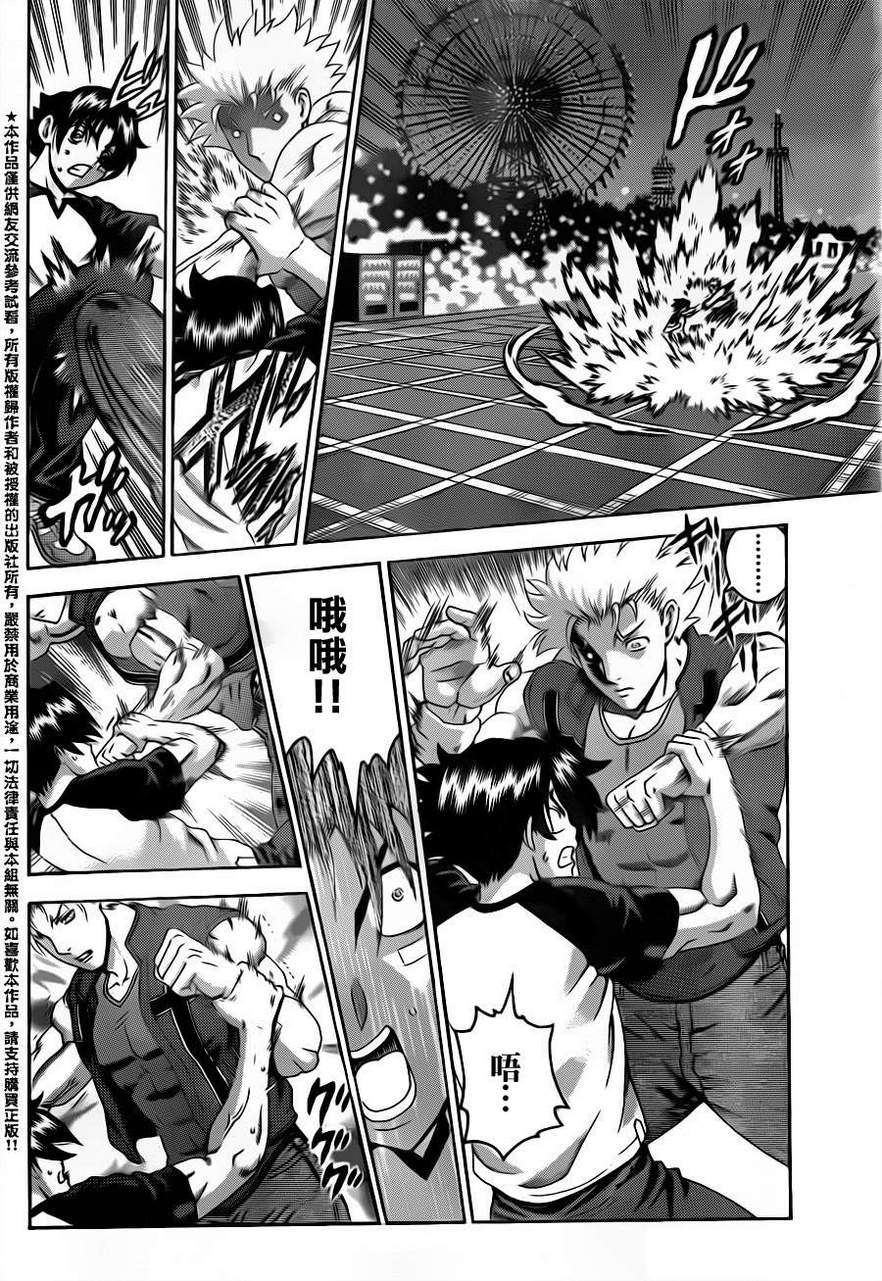 ド
ォ
ォ
ギギッ
………
唔…
哦哦!!
ググググ
★本作品僅供網友交流參考試看，所有版權歸作者和被授權的出版社所有，嚴禁用於商業用途，一切法律責任與本組無關。如喜歡本作品，請支持購買正版!!